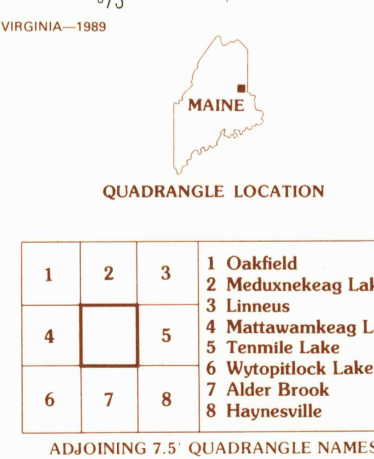 VIRGINIA—1989
MAINE
QUADRANGLE LOCATION
1 2 3
4 5
6 7 8
1 Oakfield
2 Meduxnekeag
3 Linneus
4 Mattawamkeag
5 Tenmile Lake
6 Wytopitlock Lake
7 Alder Brook
8 Haynesville
ADJOINING 7.5' QUADRANGLE NAMES